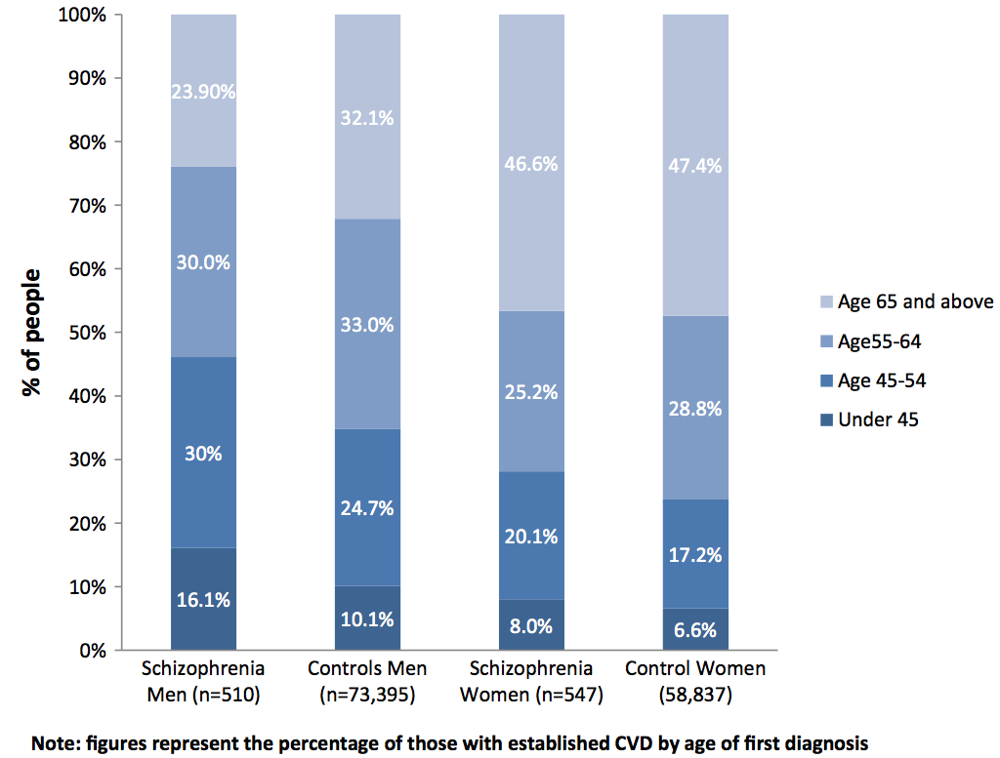 100%
90%
80%
70%
60%
50%
40%
30%
20%
10%
0%
% of people
23.90%
30.0%
30%
16.1%
32.1%
33.0%
24.7%
10.1%
46.6%
25.2%
20.1%
8.0%
47.4%
28.8%
17.2%
6.6%
Schizophrenia
Men (n=510)
Controls Men
(n=73,395)
Schizophrenia
Women (n=547)
Control Women
(58,837)
Age 65 and above
Age55-64
Age 45-54
Under 45
Note: figures represent the percentage of those with established CVD by age of first diagnosis